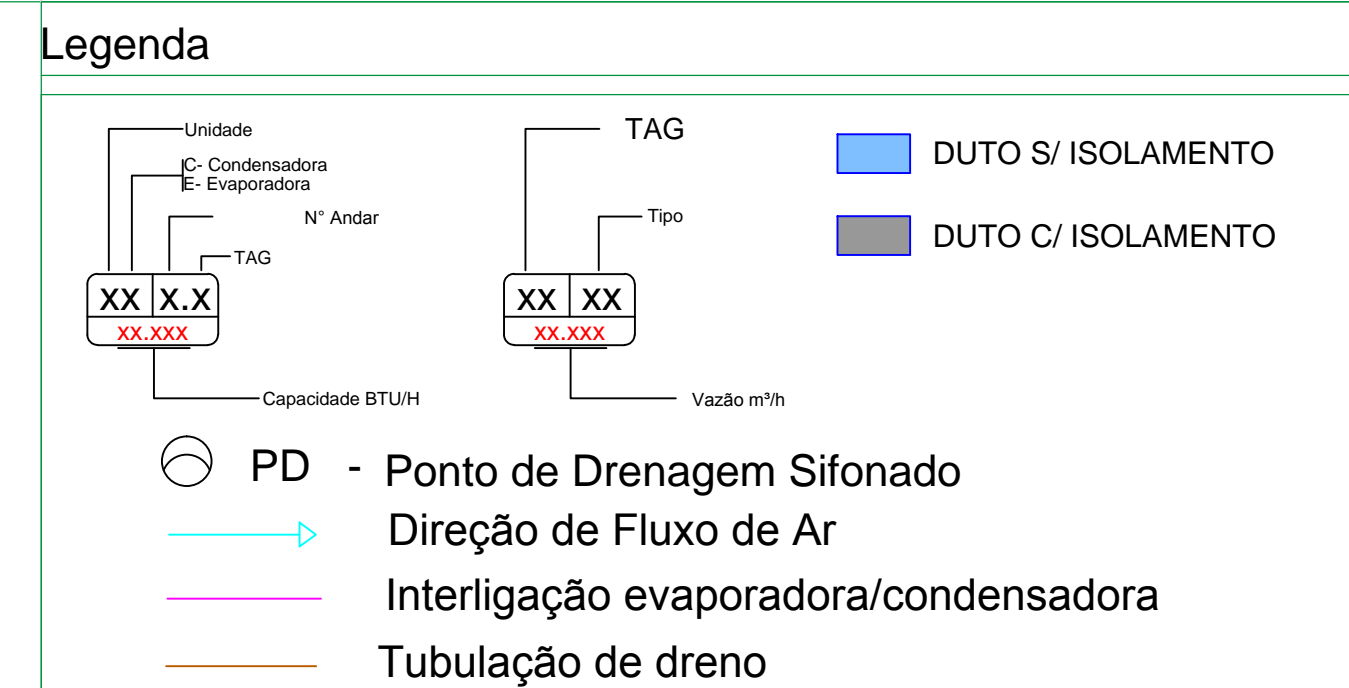 Legenda
Unidade
C- Condensadora
E- Evaporadora
N° Andar
TAG
XX X.X
XX.XXX
Capacidade BTU/H
TAG
Tipo
XX XX
XX.XXX
Vazão m³/h
DUTO S/ ISOLAMENTO
DUTO C/ ISOLAMENTO
PD - Ponto de Drenagem Sifonado
Direção de Fluxo de Ar
Interligação evaporadora/condensadora
Tubulação de dreno